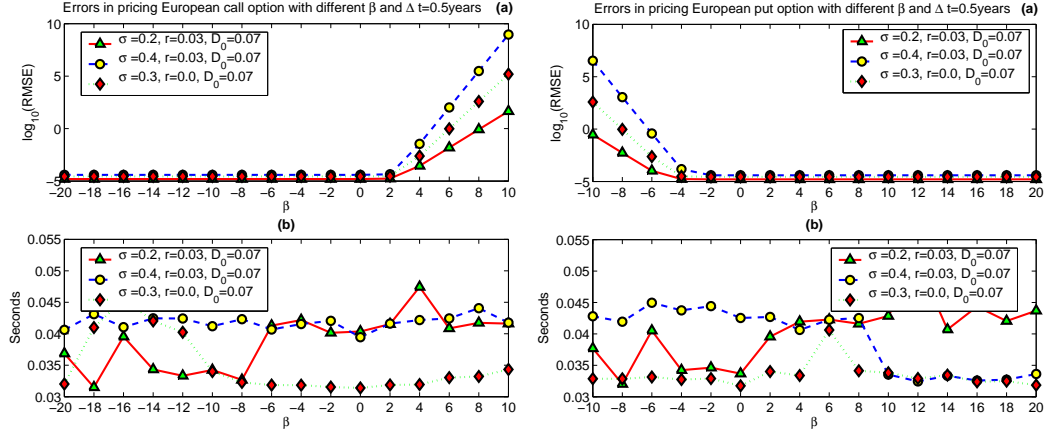 Errors in pricing European call option with different β and Δ t=0.5years (a)
10
5
0
−5
log10(RMSE)
σ =0.2, r=0.03, D0=0.07
σ =0.4, r=0.03, D0=0.07
σ =0.3, r=0.0, D0=0.07
−20 −18 −16 −14 −12 −10 −8 −6 −4 −2 0 2 4 6 8 10
β
(b)
0.055
0.05
0.045
0.04
0.035
0.03
Seconds
σ =0.2, r=0.03, D0=0.07
σ =0.4, r=0.03, D0=0.07
σ =0.3, r=0.0, D0=0.07
−20 −18 −16 −14 −12 −10 −8 −6 −4 −2 0 2 4 6 8 10
β
Errors in pricing European put option with different β and Δ t=0.5years (a)
10
5
0
−5
log10(RMSE)
σ =0.2, r=0.03, D0=0.07
σ =0.4, r=0.03, D0=0.07
σ =0.3, r=0.0, D0=0.07
−10 −8 −6 −4 −2 0 2 4 6 8 10 12 14 16 18 20
β
(b)
0.055
0.05
0.045
0.04
0.035
0.03
Seconds
σ =0.2, r=0.03, D0=0.07
σ =0.4, r=0.03, D0=0.07
σ =0.3, r=0.0, D0=0.07
−10 −8 −6 −4 −2 0 2 4 6 8 10 12 14 16 18 20
β